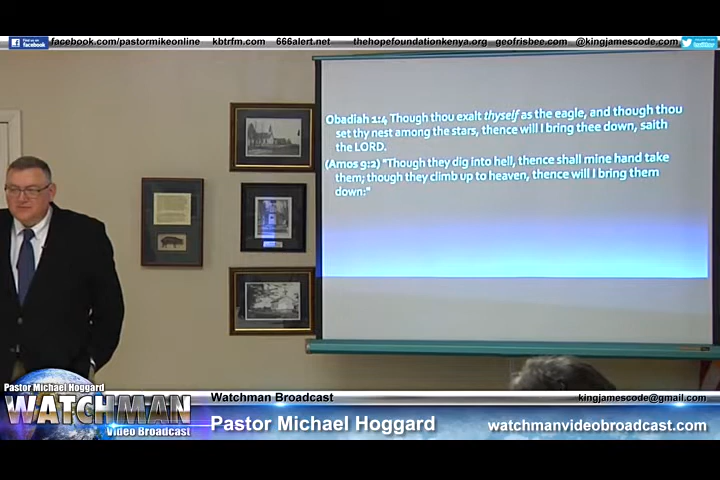 Find us on facebook
facebook.com/pastormikeonline kbtrfm.com 666alert.net thehopefoundationkenya.org geofrisbee.com @kingjamescode.com
Obadiah 1:4 Though thou exalt thyself as the eagle, and though thou
set thy nest among the stars, thence will I bring thee down, saith
the LORD.
(Amos 9:2) "Though they dig into hell, thence shall mine hand take
them; though they climb up to heaven, thence will I bring them
down:"
Pastor Michael Hoggard
WATCHMAN
Video Broadcast
Watchman Broadcast kingjamescode@gmail.com
Pastor Michael Hoggard watchmanvideobroadcast.com